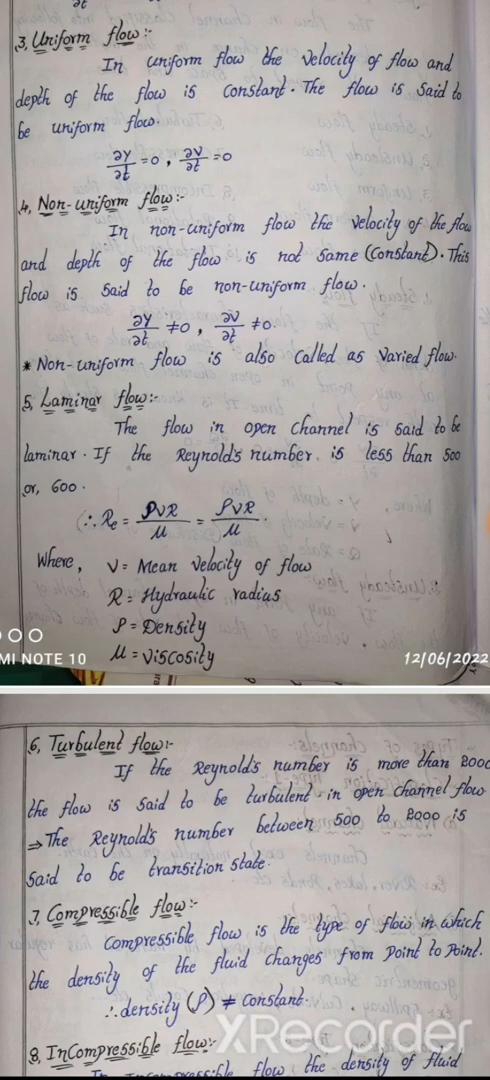 ∂t
3, Uniform flow:-
In uniform flow the velocity of flow and
depth of the flow is constant. The flow is said to
be uniform flow.
∂y/∂t = 0, ∂v/∂t = 0
4, Non-uniform flow:-
In non-uniform flow the velocity of the flow
and depth of the flow is not same (constant). This
flow is said to be non-uniform flow.
∂y/∂t ≠ 0, ∂v/∂t ≠ 0.
* Non-uniform flow is also called as varied flow.
5, Laminar flow:-
The flow in open channel is said to be
laminar. If the Reynold's number is less than 500
or, 600.
(∴ Re = ρVR/μ = ρVR/μ.
Where, V = Mean velocity of flow
R = Hydraulic radius
ρ = Density
μ = viscosity
MI NOTE 10
12/06/2022
6, Turbulent flow:-
If the Reynold's number is more than 2000
the flow is said to be turbulent in open channel flow
⇒ The Reynold's number between 500 to 2000 is
said to be transition state.
7, Compressible flow:-
Compressible flow is the type of flow in which
the density of the fluid changes from point to point.
∴ density (ρ) ≠ constant.
XRecorder
8, InCompressible flow:-
In incompressible flow, the density of fluid